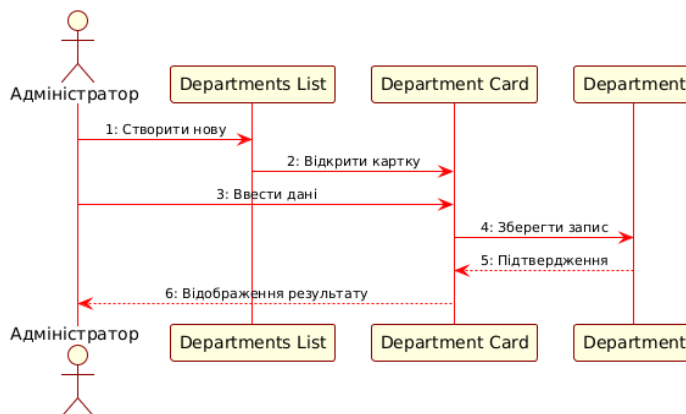 Адміністратор
Departments List
Department Card
Department
1: Створити нову
2: Відкрити картку
3: Ввести дані
4: Зберегти запис
5: Підтвердження
6: Відображення результату
Адміністратор
Departments List
Department Card
Department